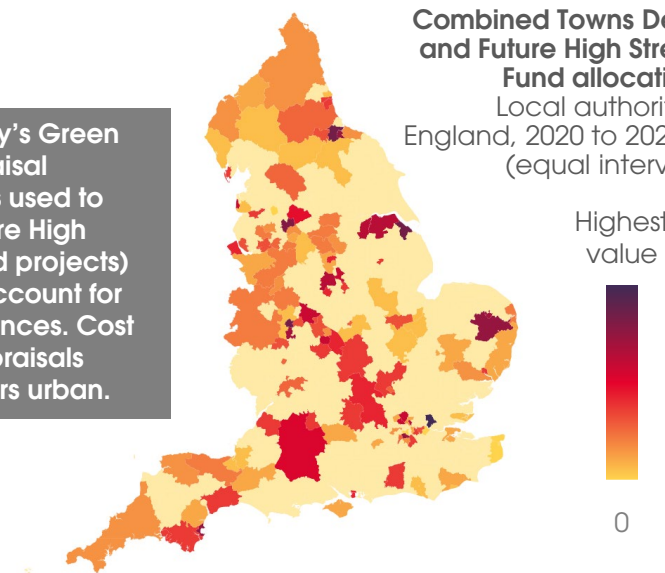 Combined Towns De
and Future High Stre
Fund allocati
Local authorit
England, 2020 to 202
(equal interv
y's Green
aisal
s used to
re High
d projects)
ccount for
nces. Cost
praisals
rs urban.
Highest
value
0